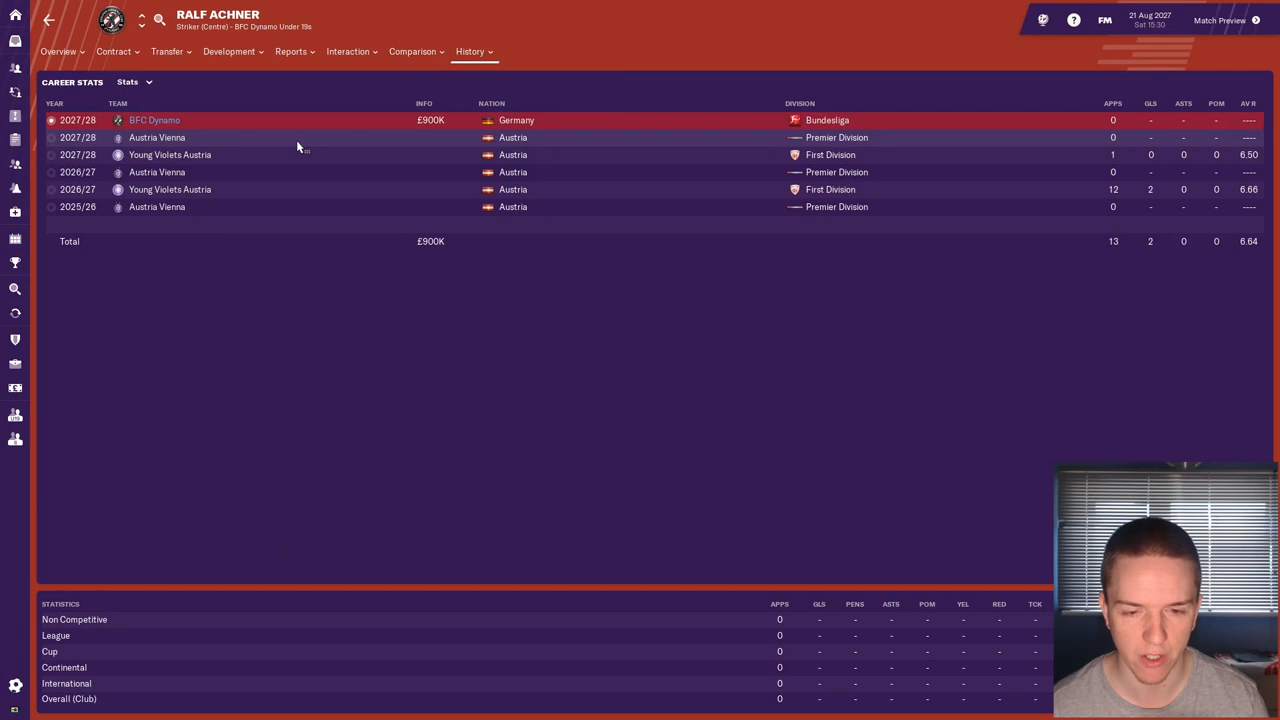 RALF ACHNER
Striker (Centre) - BFC Dynamo Under 19s
? FM 21 Aug 2027 Sat 15:30 Match Preview
Overview Contract Transfer Development Reports Interaction Comparison History
CAREER STATS Stats
YEAR TEAM INFO NATION DIVISION APPS GLS ASTS POM AV R
2027/28 BFC Dynamo £900K Germany Bundesliga 0 - - - ----
2027/28 Austria Vienna Austria Premier Division 0 - - - ----
2027/28 Young Violets Austria Austria First Division 1 0 0 0 6.50
2026/27 Austria Vienna Austria Premier Division 0 - - - ----
2026/27 Young Violets Austria Austria First Division 12 2 0 0 6.66
2025/26 Austria Vienna Austria Premier Division 0 - - - ----
Total £900K 13 2 0 0 6.64
STATISTICS APPS GLS PENS ASTS POM YEL RED TCK
Non Competitive 0 - - - - - - -
League 0 - - - - - - -
Cup 0 - - - - - - -
Continental 0 - - - - - - -
International 0 - - - - - - -
Overall (Club) 0 - - - - - - -